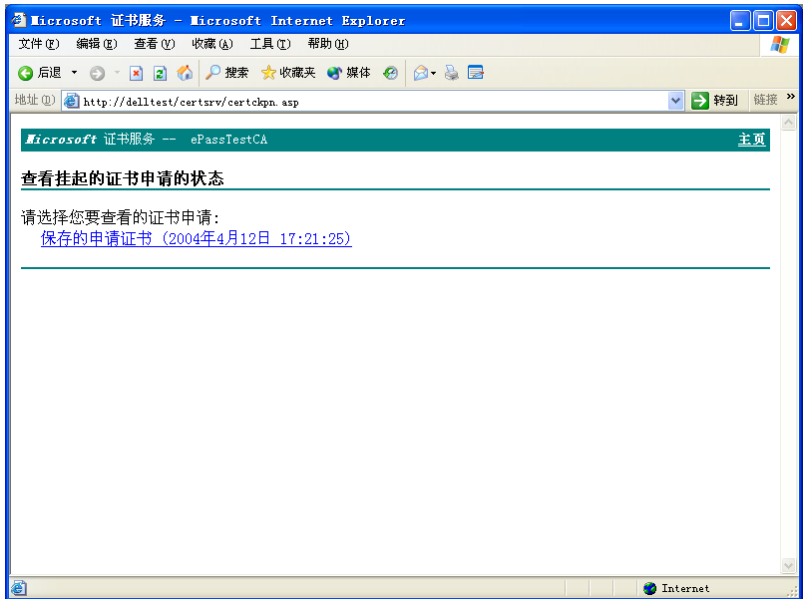 Microsoft 证书服务 - Microsoft Internet Explorer
文件(F) 编辑(E) 查看(V) 收藏(A) 工具(T) 帮助(H)
后退 搜索 收藏夹 媒体
地址(D) http://delltest/certsrv/certckpn.asp 转到 链接 »
Microsoft 证书服务 -- ePassTestCA 主页
查看挂起的证书申请的状态
请选择您要查看的证书申请:
保存的申请证书 (2004年4月12日 17:21:25)
Internet